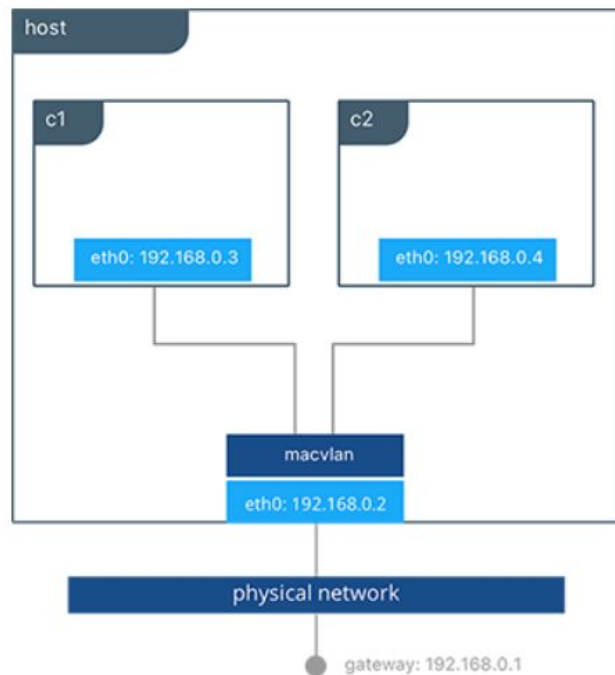 host
c1
c2
eth0: 192.168.0.3
eth0: 192.168.0.4
macvlan
eth0: 192.168.0.2
physical network
gateway: 192.168.0.1